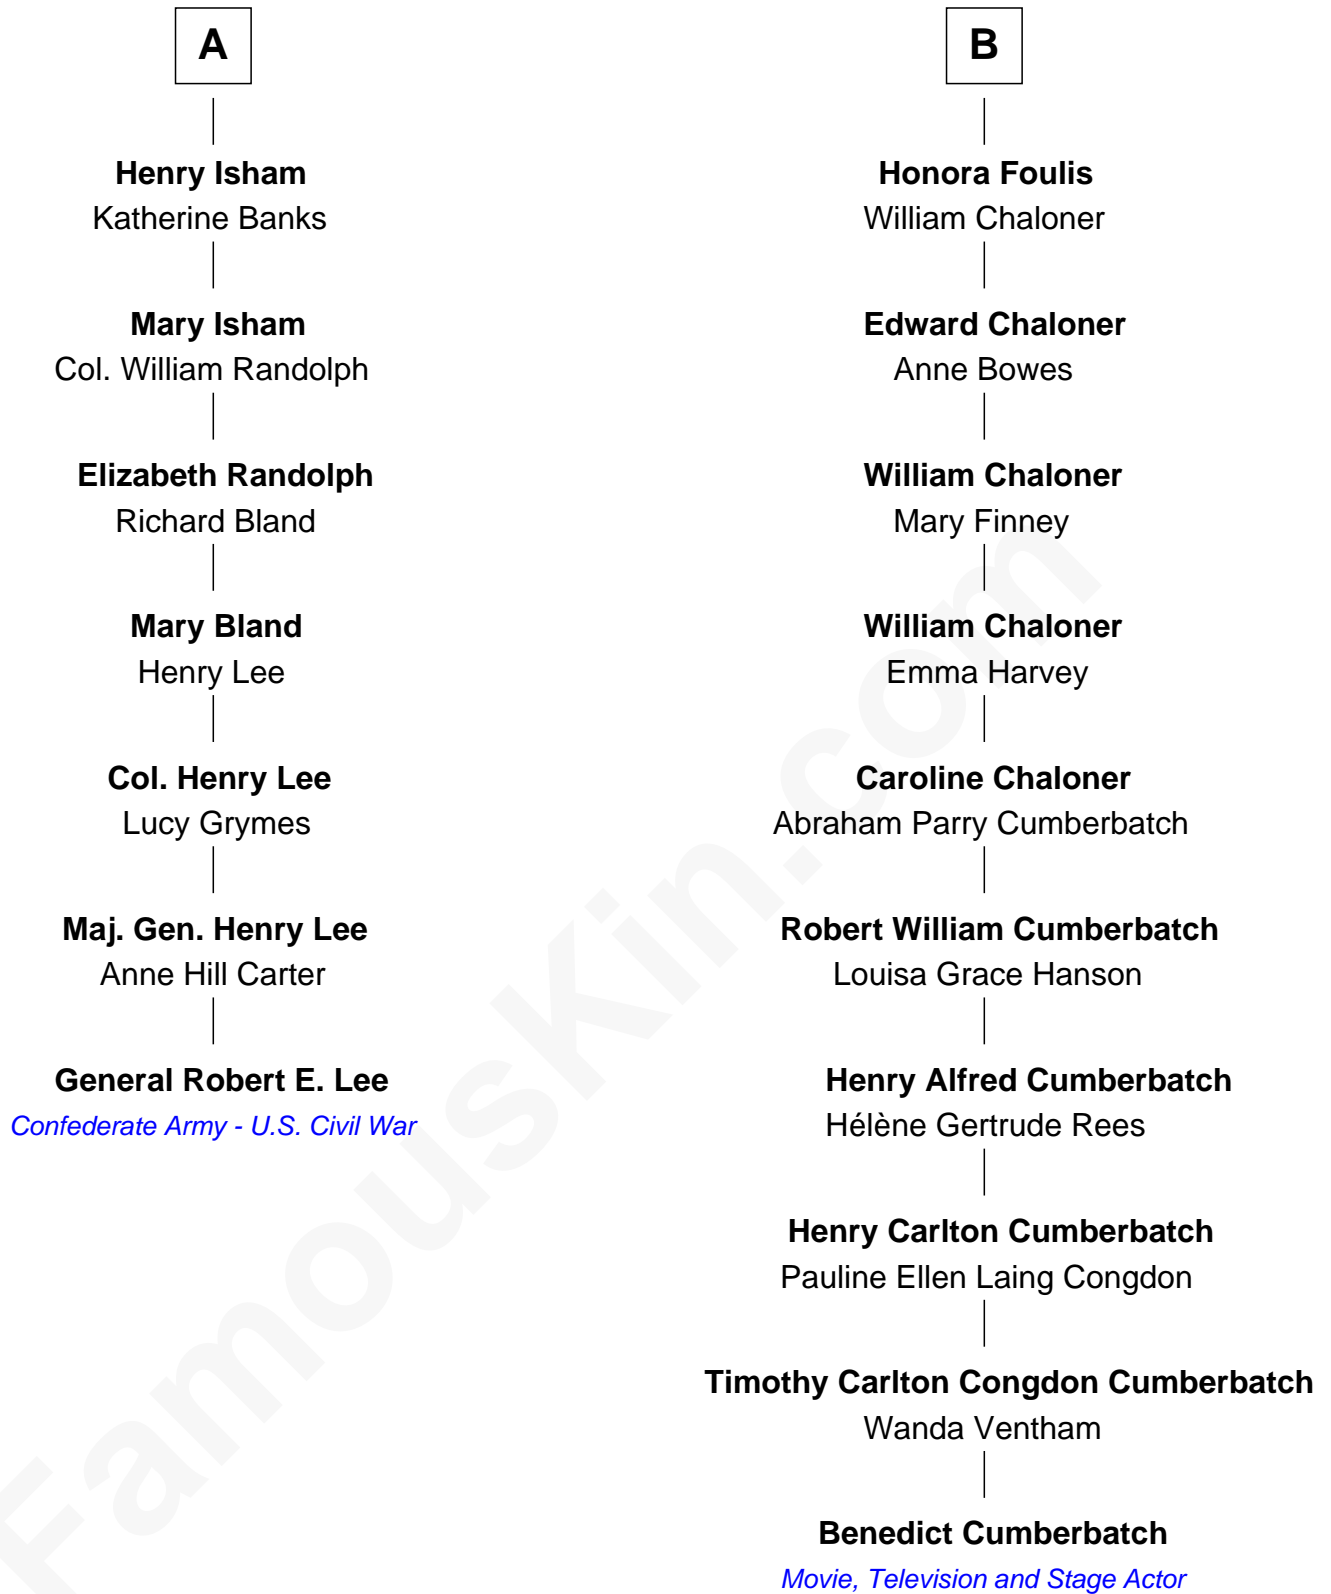 A
Henry Isham
Katherine Banks
Mary Isham
Col. William Randolph
Elizabeth Randolph
Richard Bland
Mary Bland
Henry Lee
Col. Henry Lee
Lucy Grymes
Maj. Gen. Henry Lee
Anne Hill Carter
General Robert E. Lee
Confederate Army - U.S. Civil War
B
Honora Foulis
William Chaloner
Edward Chaloner
Anne Bowes
William Chaloner
Mary Finney
William Chaloner
Emma Harvey
Caroline Chaloner
Abraham Parry Cumberbatch
Robert William Cumberbatch
Louisa Grace Hanson
Henry Alfred Cumberbatch
Hélène Gertrude Rees
Henry Carlton Cumberbatch
Pauline Ellen Laing Congdon
Timothy Carlton Congdon Cumberbatch
Wanda Ventham
Benedict Cumberbatch
Movie, Television and Stage Actor
FamousKin.com